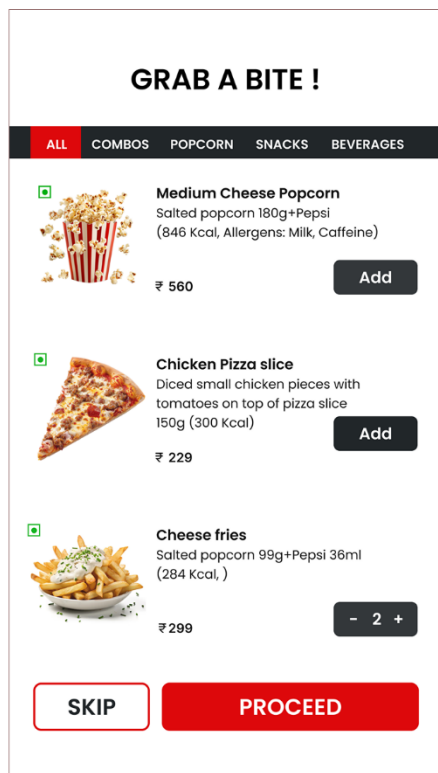 GRAB A BITE !
ALL COMBOS POPCORN SNACKS BEVERAGES
Medium Cheese Popcorn
Salted popcorn 180g+Pepsi
(846 Kcal, Allergens: Milk, Caffeine)
₹ 560
Add
Chicken Pizza slice
Diced small chicken pieces with
tomatoes on top of pizza slice
150g (300 Kcal)
Add
₹ 229
Cheese fries
Salted popcorn 99g+Pepsi 36ml
(284 Kcal, )
₹299
- 2 +
SKIP PROCEED